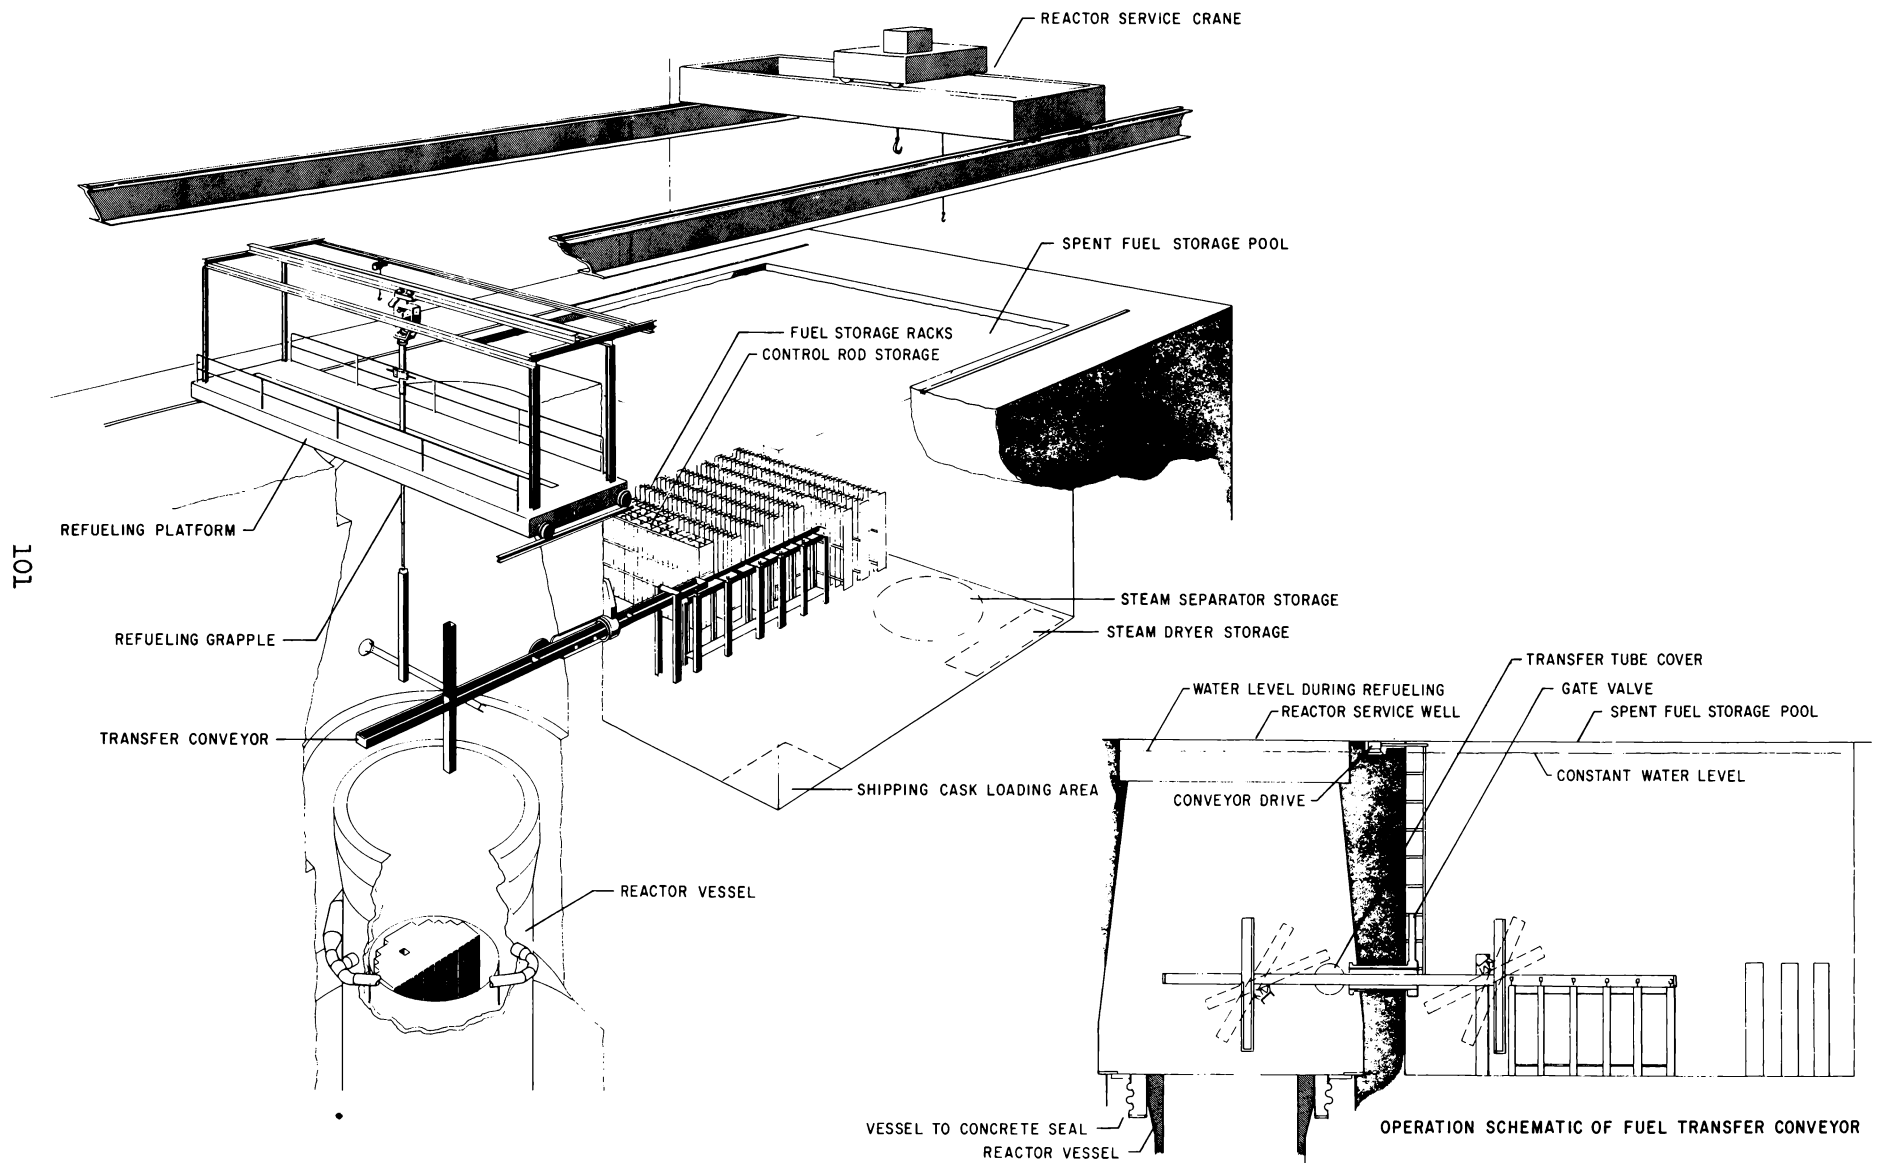 REACTOR SERVICE CRANE
SPENT FUEL STORAGE POOL
FUEL STORAGE RACKS
CONTROL ROD STORAGE
REFUELING PLATFORM
101
STEAM SEPARATOR STORAGE
STEAM DRYER STORAGE
REFUELING GRAPPLE
TRANSFER TUBE COVER
WATER LEVEL DURING REFUELING
GATE VALVE
REACTOR SERVICE WELL
SPENT FUEL STORAGE POOL
TRANSFER CONVEYOR
CONSTANT WATER LEVEL
SHIPPING CASK LOADING AREA
CONVEYOR DRIVE
REACTOR VESSEL
VESSEL TO CONCRETE SEAL
REACTOR VESSEL
OPERATION SCHEMATIC OF FUEL TRANSFER CONVEYOR